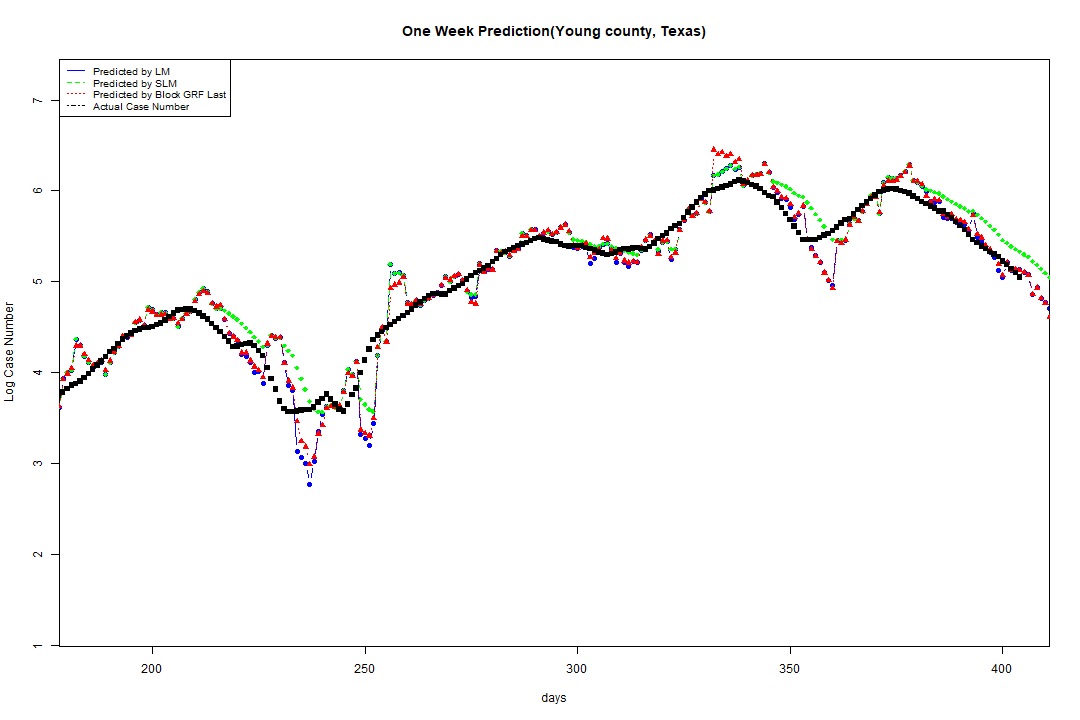 One Week Prediction(Young county, Texas)
Predicted by LM
Predicted by SLM
Predicted by Block GRF Last
Actual Case Number
7
6
5
4
3
2
1
Log Case Number
200 250 300 350 400
days